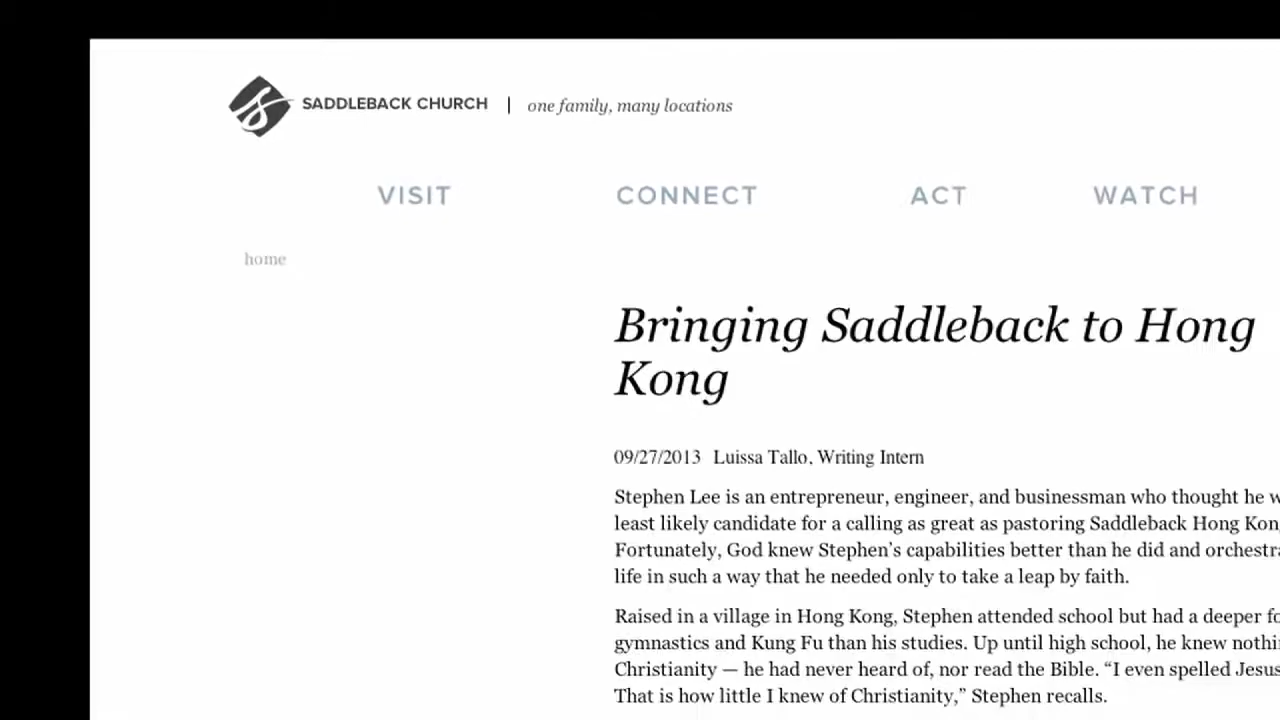 SADDLEBACK CHURCH | one family, many locations
VISIT CONNECT ACT WATCH
home
Bringing Saddleback to Hong
Kong
09/27/2013 Luissa Tallo, Writing Intern
Stephen Lee is an entrepreneur, engineer, and businessman who thought he
least likely candidate for a calling as great as pastoring Saddleback Hong
Fortunately, God knew Stephen’s capabilities better than he did and
life in such a way that he needed only to take a leap by faith.
Raised in a village in Hong Kong, Stephen attended school but had a deeper
gymnastics and Kung Fu than his studies. Up until high school, he knew
Christianity — he had never heard of, nor read the Bible. “I even spelled Jesus
That is how little I knew of Christianity,” Stephen recalls.